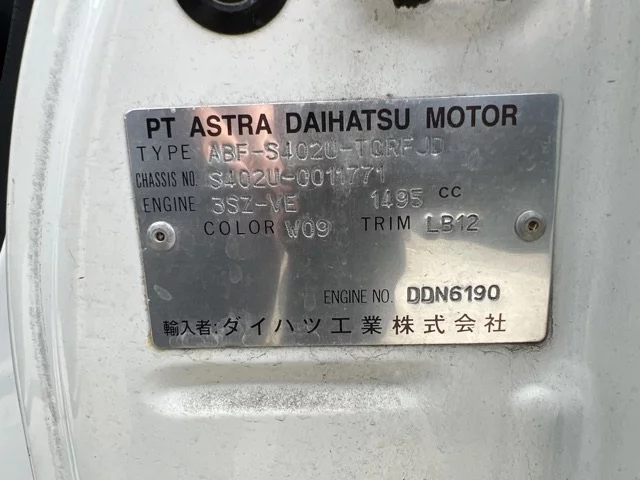 PT ASTRA DAIHATSU MOTOR
TYPE ABF-S402U-TQRFJD
CHASSIS NO. S402U-0011771
ENGINE 3SZ-VE 1495 CC
COLOR W09 TRIM LB12
ENGINE NO. DDN6190
輸入者:ダイハツ工業株式会社